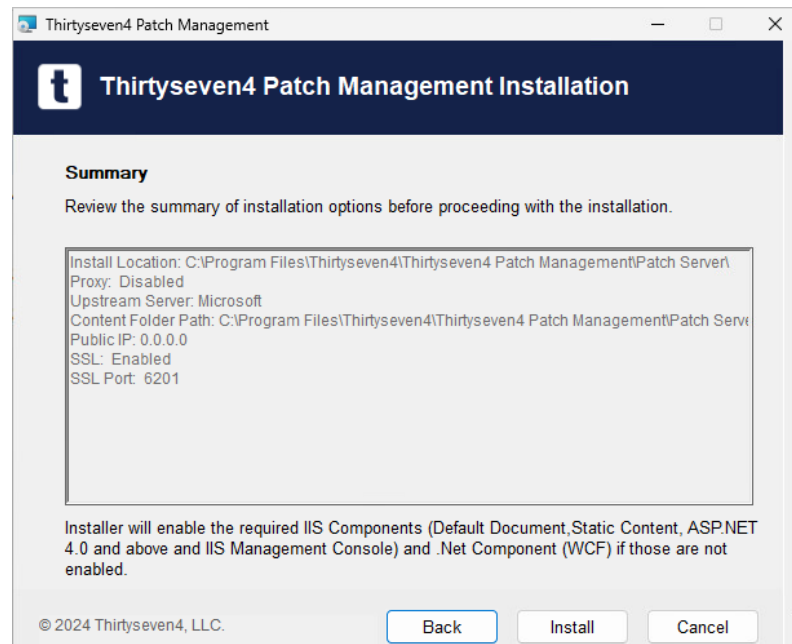 Thirtyseven4 Patch Management
t Thirtyseven4 Patch Management Installation
Summary
Review the summary of installation options before proceeding with the installation.
Install Location: C:\Program Files\Thirtyseven4\Thirtyseven4 Patch Management\Patch Server\
Proxy: Disabled
Upstream Server: Microsoft
Content Folder Path: C:\Program Files\Thirtyseven4\Thirtyseven4 Patch Management\Patch Serve
Public IP: 0.0.0.0
SSL: Enabled
SSL Port: 6201
Installer will enable the required IIS Components (Default Document,Static Content, ASP.NET
4.0 and above and IIS Management Console) and .Net Component (WCF) if those are not
enabled.
© 2024 Thirtyseven4, LLC. Back Install Cancel